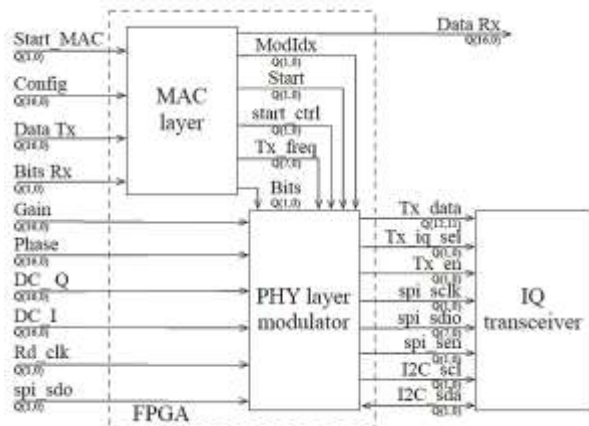 Start_MAC
Q(1,0)
Config
Q(16,0)
Data Tx
Q(16,0)
Bits Rx
Q(1,0)
Gain
Q(16,0)
Phase
Q(16,0)
DC_Q
Q(16,0)
DC_I
Q(16,0)
Rd_clk
Q(1,0)
spi_sdo
Q(1,0)
MAC
layer
Data Rx
Q(16,0)
ModIdx
Q(1,0)
Start
Q(1,0)
start_ctrl
Q(1,0)
Tx_freq
Q(7,0)
Bits
Q(1,0)
PHY layer
modulator
FPGA
Tx_data
Q(12,11)
Tx_iq_sel
Q(1,0)
Tx_en
Q(1,0)
spi_sclk
Q(1,0)
spi_sdio
Q(7,0)
spi_sen
Q(1,0)
I2C_scl
Q(1,0)
I2C_sda
Q(1,0)
IQ
transceiver